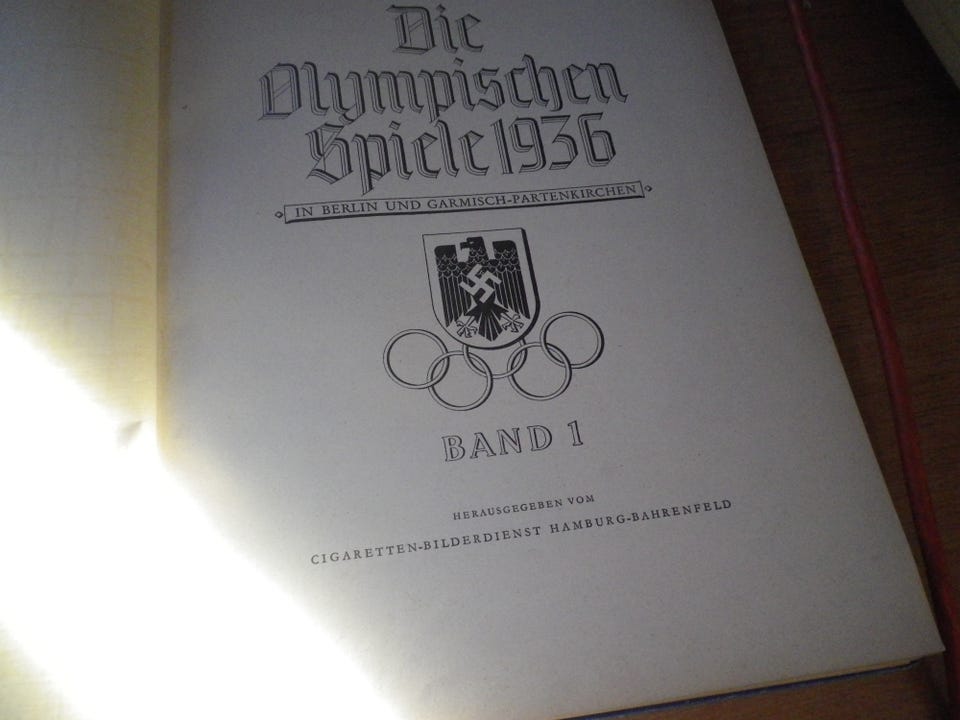 Die
Olympischen
Spiele 1936
IN BERLIN UND GARMISCH-PARTENKIRCHEN
BAND 1
HERAUSGEGEBEN VOM
CIGARETTEN-BILDERDIENST HAMBURG-BAHRENFELD